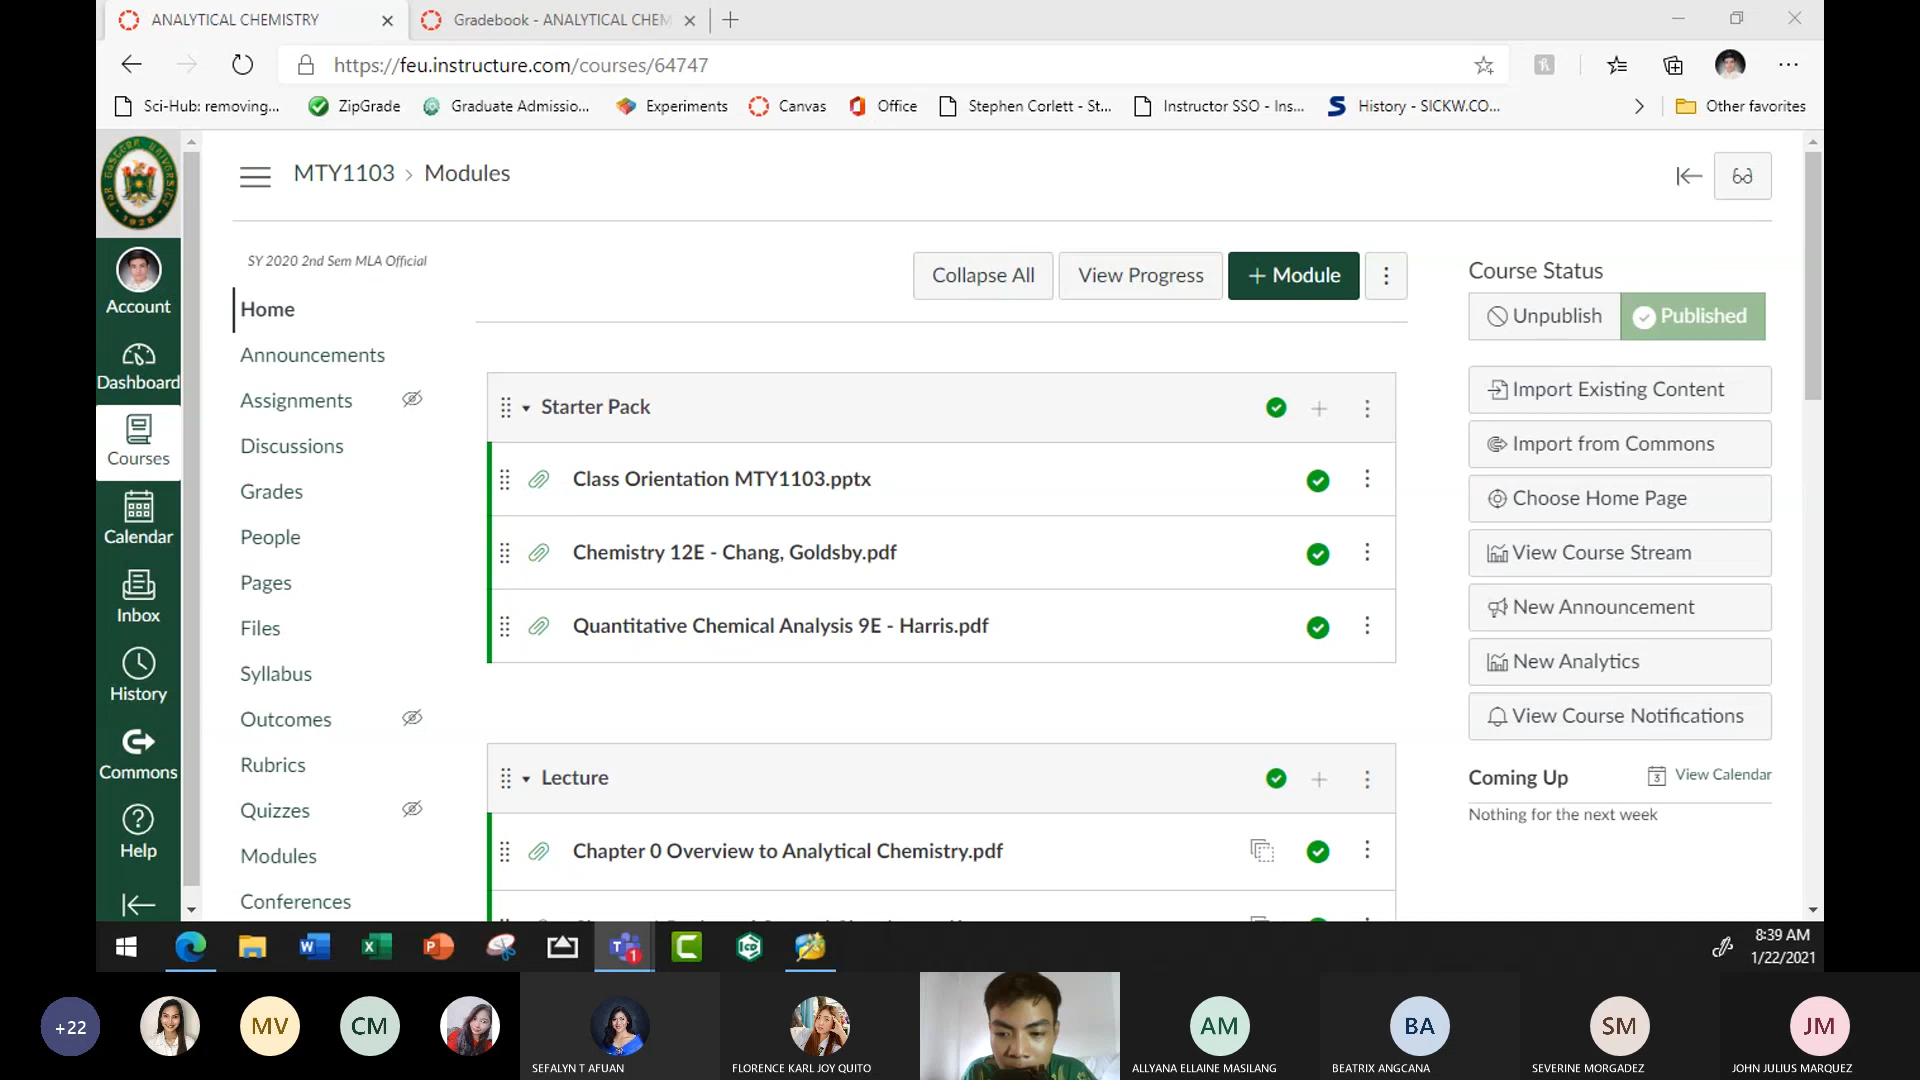 ANALYTICAL CHEMISTRY
Gradebook - ANALYTICAL CHEM
https://feu.instructure.com/courses/64747
Sci-Hub: removing...
ZipGrade
Graduate Admissio...
Experiments
Canvas
Office
Stephen Corlett - St...
Instructor SSO - Ins...
History - SICKW.CO...
Other favorites
MTY1103 > Modules
SY 2020 2nd Sem MLA Official
Account
Dashboard
Courses
Calendar
Inbox
History
Commons
Help
Home
Announcements
Assignments
Discussions
Grades
People
Pages
Files
Syllabus
Outcomes
Rubrics
Quizzes
Modules
Conferences
Collapse All
View Progress
+ Module
Starter Pack
Class Orientation MTY1103.pptx
Chemistry 12E - Chang, Goldsby.pdf
Quantitative Chemical Analysis 9E - Harris.pdf
Lecture
Chapter 0 Overview to Analytical Chemistry.pdf
Course Status
Unpublish
Published
Import Existing Content
Import from Commons
Choose Home Page
View Course Stream
New Announcement
New Analytics
View Course Notifications
Coming Up
3
View Calendar
Nothing for the next week
8:39 AM
1/22/2021
+22
MV
CM
SEFALYN T AFUAN
FLORENCE KARL JOY QUITO
AM
ALLYANA ELLAINE MASILANG
BA
BEATRIX ANGCANA
SM
SEVERINE MORGADEZ
JM
JOHN JULIUS MARQUEZ